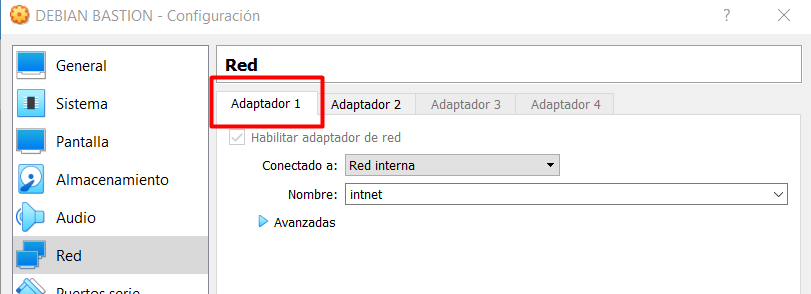 DEBIAN BASTION - Configuración
?
General
Sistema
Pantalla
Almacenamiento
Audio
Red
Puertos serie
Red
Adaptador 1 Adaptador 2 Adaptador 3 Adaptador 4
Habilitar adaptador de red
Conectado a: Red interna
Nombre: intnet
Avanzadas